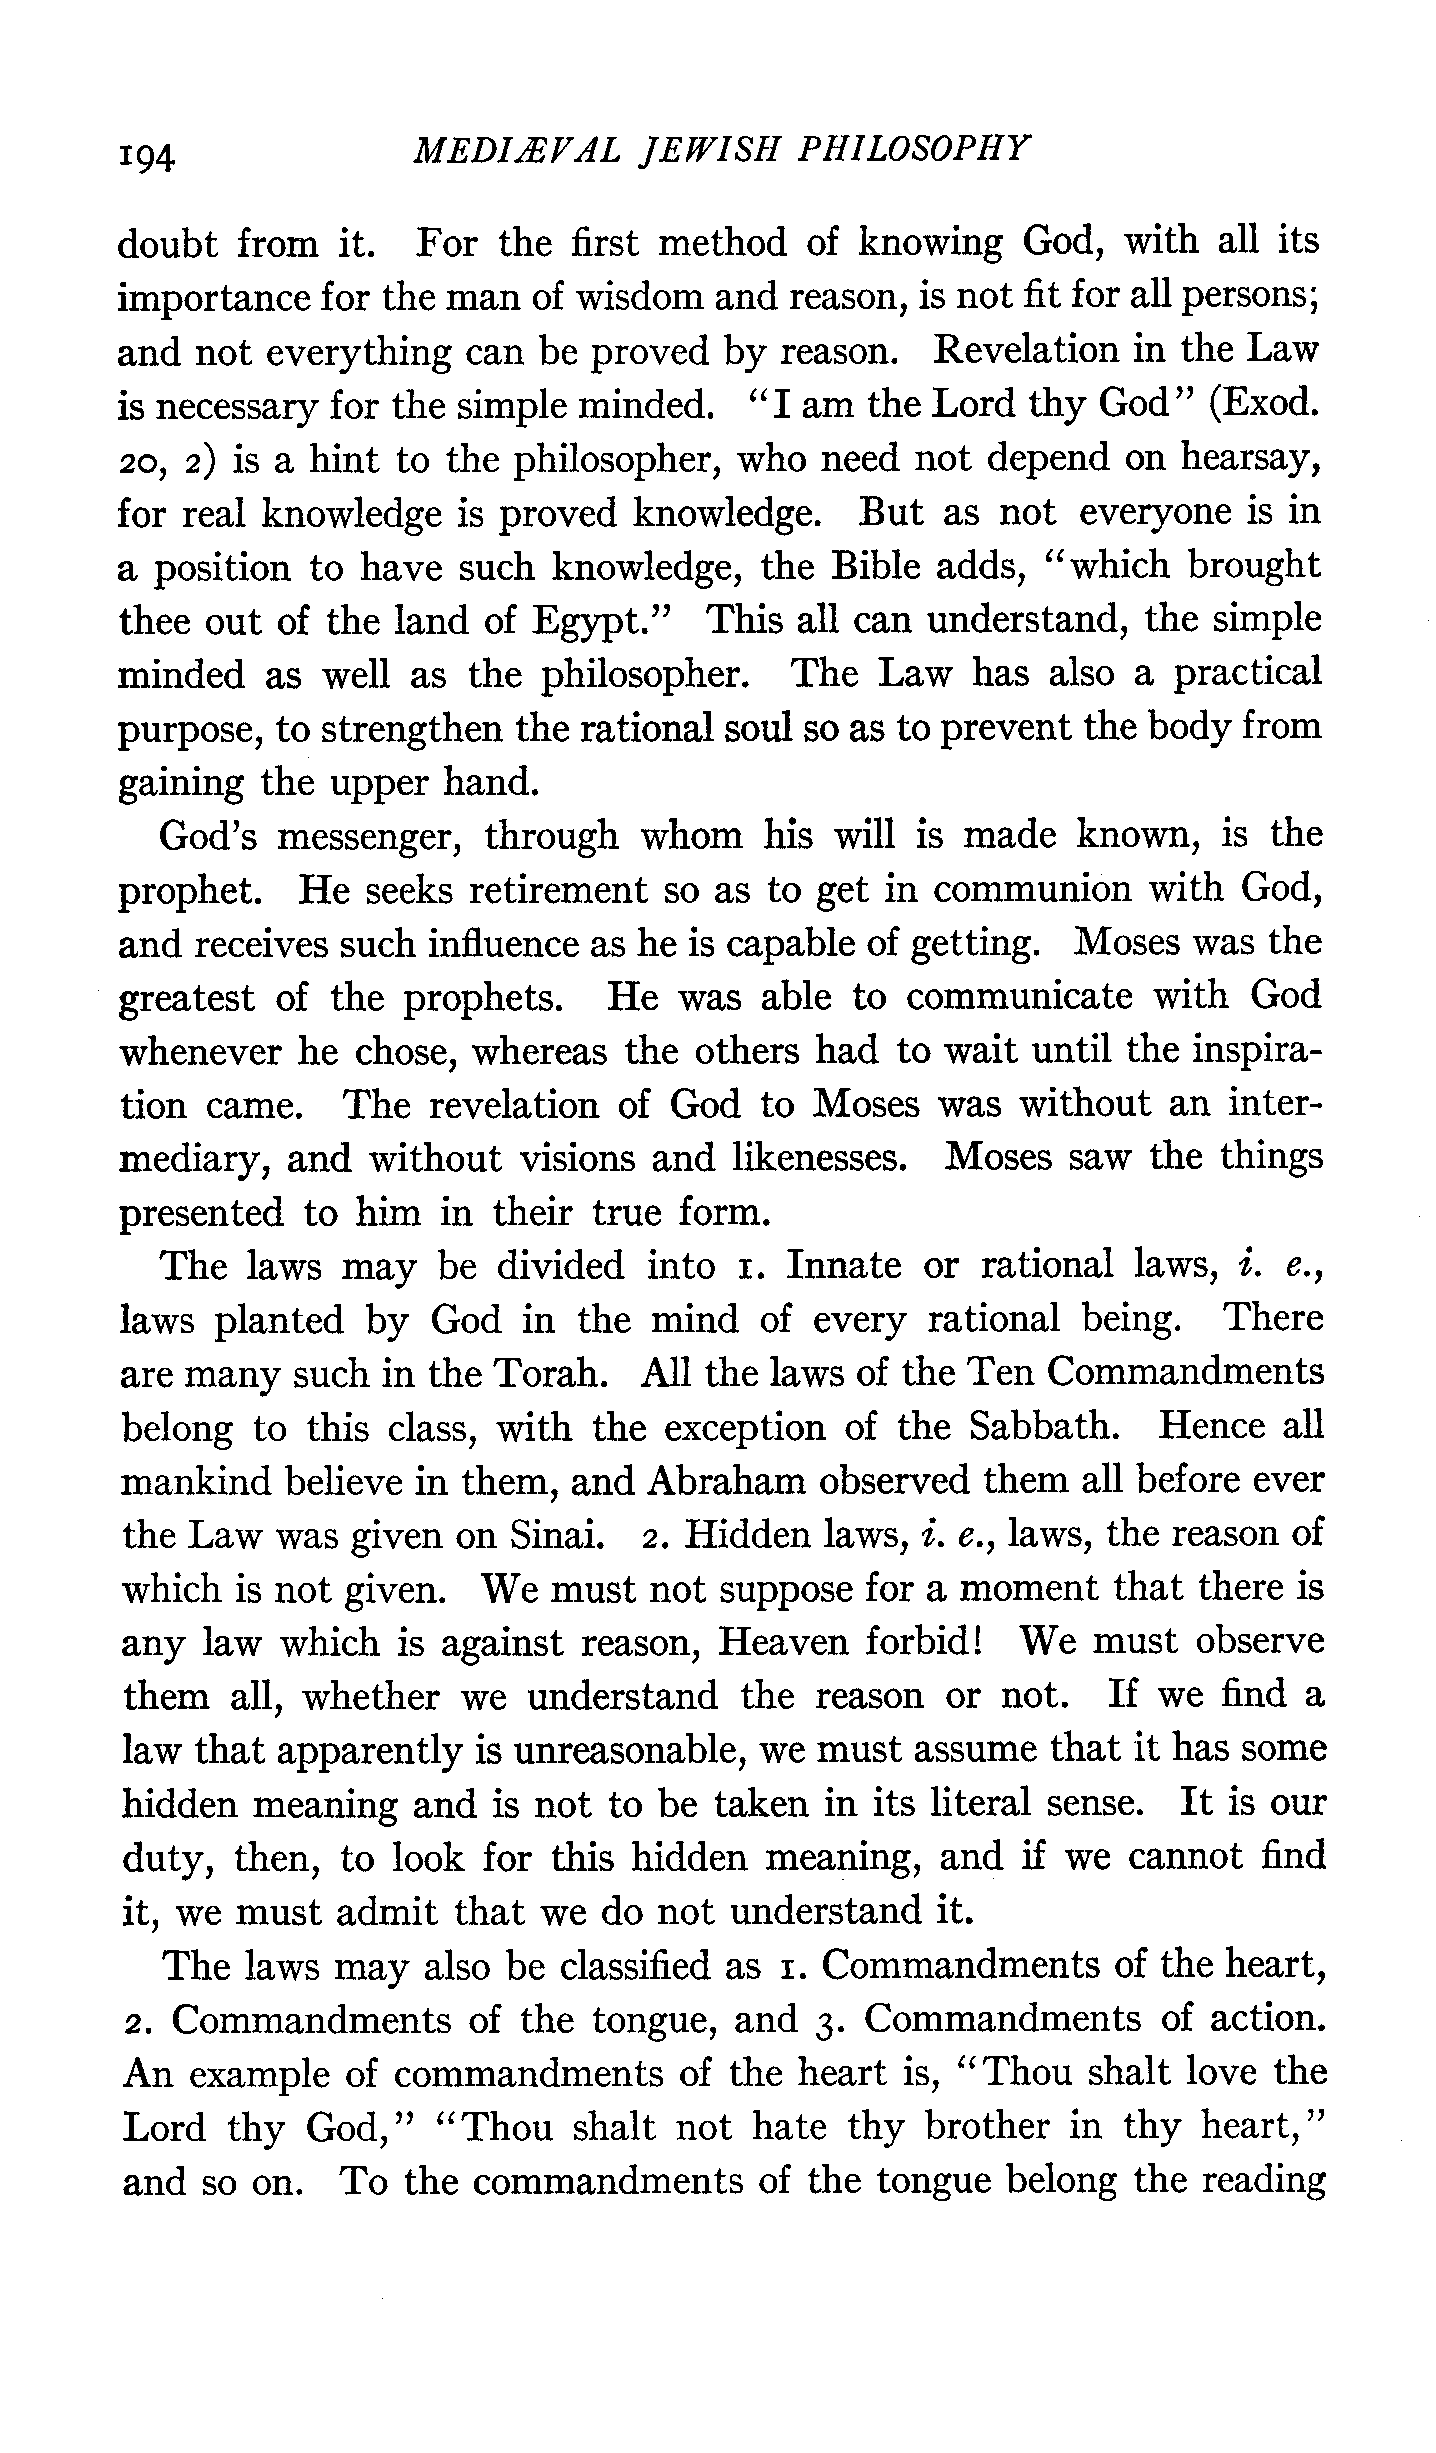 194 MEDIÆVAL JEWISH PHILOSOPHY
doubt from it. For the first method of knowing God, with all its
importance for the man of wisdom and reason, is not fit for all persons;
and not everything can be proved by reason. Revelation in the Law
is necessary for the simple minded. "I am the Lord thy God" (Exod.
20, 2) is a hint to the philosopher, who need not depend on hearsay,
for real knowledge is proved knowledge. But as not everyone is in
a position to have such knowledge, the Bible adds, "which brought
thee out of the land of Egypt." This all can understand, the simple
minded as well as the philosopher. The Law has also a practical
purpose, to strengthen the rational soul so as to prevent the body from
gaining the upper hand.
God's messenger, through whom his will is made known, is the
prophet. He seeks retirement so as to get in communion with God,
and receives such influence as he is capable of getting. Moses was the
greatest of the prophets. He was able to communicate with God
whenever he chose, whereas the others had to wait until the inspira-
tion came. The revelation of God to Moses was without an inter-
mediary, and without visions and likenesses. Moses saw the things
presented to him in their true form.
The laws may be divided into 1. Innate or rational laws, i. e.,
laws planted by God in the mind of every rational being. There
are many such in the Torah. All the laws of the Ten Commandments
belong to this class, with the exception of the Sabbath. Hence all
mankind believe in them, and Abraham observed them all before ever
the Law was given on Sinai. 2. Hidden laws, i. e., laws, the reason of
which is not given. We must not suppose for a moment that there is
any law which is against reason, Heaven forbid! We must observe
them all, whether we understand the reason or not. If we find a
law that apparently is unreasonable, we must assume that it has some
hidden meaning and is not to be taken in its literal sense. It is our
duty, then, to look for this hidden meaning, and if we cannot find
it, we must admit that we do not understand it.
The laws may also be classified as 1. Commandments of the heart,
2. Commandments of the tongue, and 3. Commandments of action.
An example of commandments of the heart is, "Thou shalt love the
Lord thy God," "Thou shalt not hate thy brother in thy heart,"
and so on. To the commandments of the tongue belong the reading